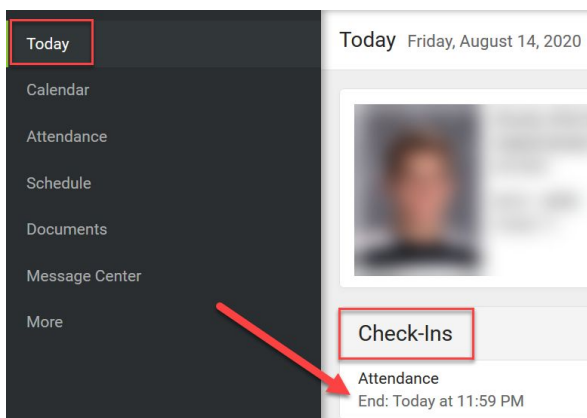 Today
Calendar
Attendance
Schedule
Documents
Message Center
More
Today Friday, August 14, 2020
Check-Ins
Attendance
End: Today at 11:59 PM